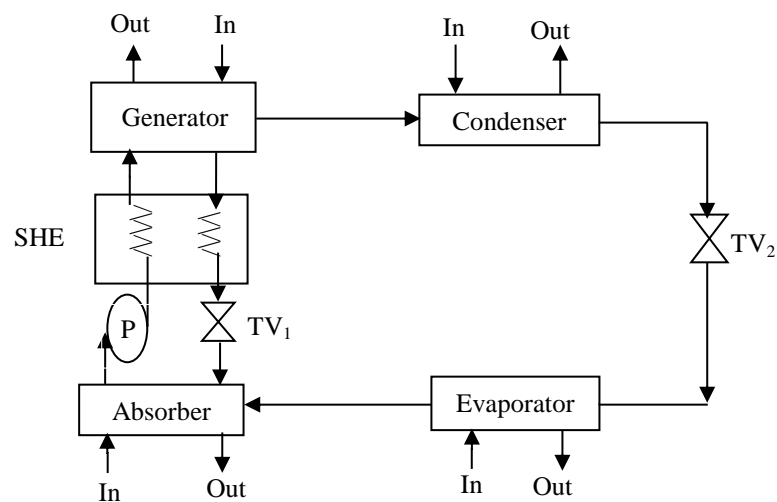 Out
In
In
Out
Generator
Condenser
SHE
TV₂
P
TV₁
Absorber
Evaporator
In
Out
In
Out